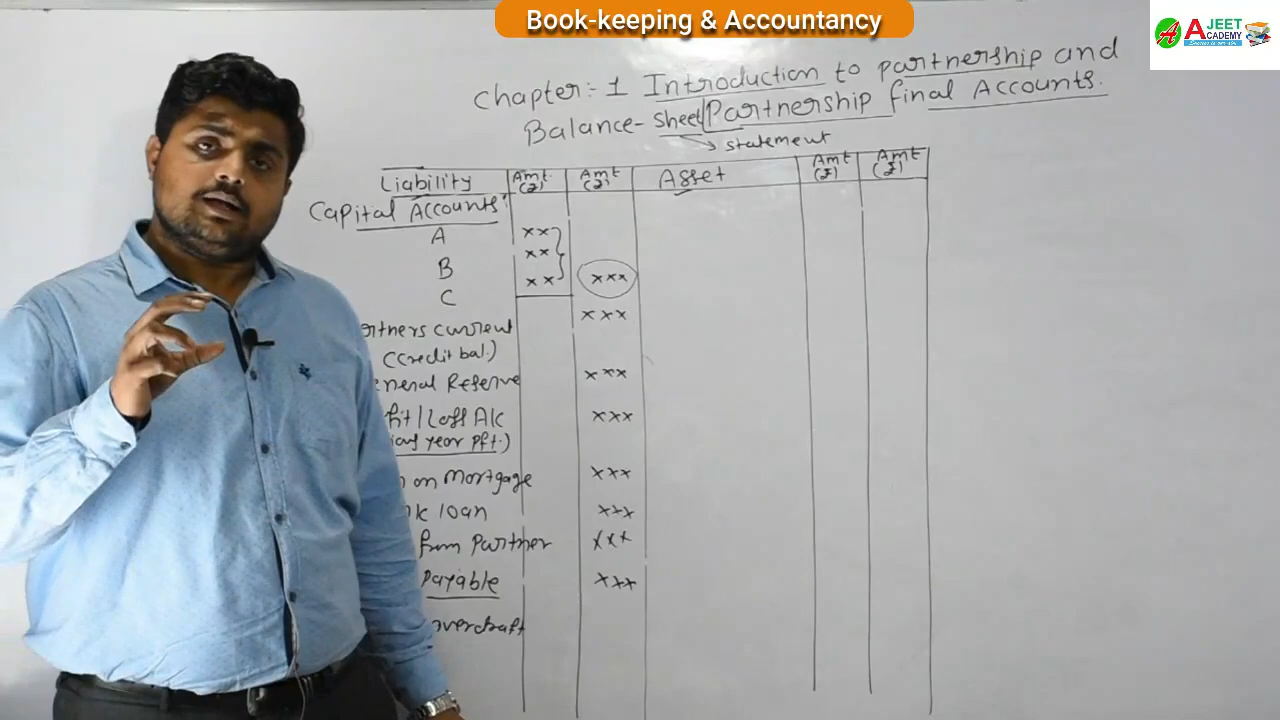 Book-keeping & Accountancy
AJEET
ACADEMY
Chapter:- 1 Introduction to partnership and
Balance-sheet/Partnership final Accounts.
→ statement
Liability Amt. (₹) Amt (₹) Asset Amt (₹) Amt (₹)
Capital Accounts:
A xx
xx
B xx xxx
C
rtners current xxx
(Credit bal.)
neral Reserve xxx
fit/Loss A/c xxx
year Pft.)
n on Mortgage xxx
k loan xxx
from Partner xxx
Payable xxx
overdraft